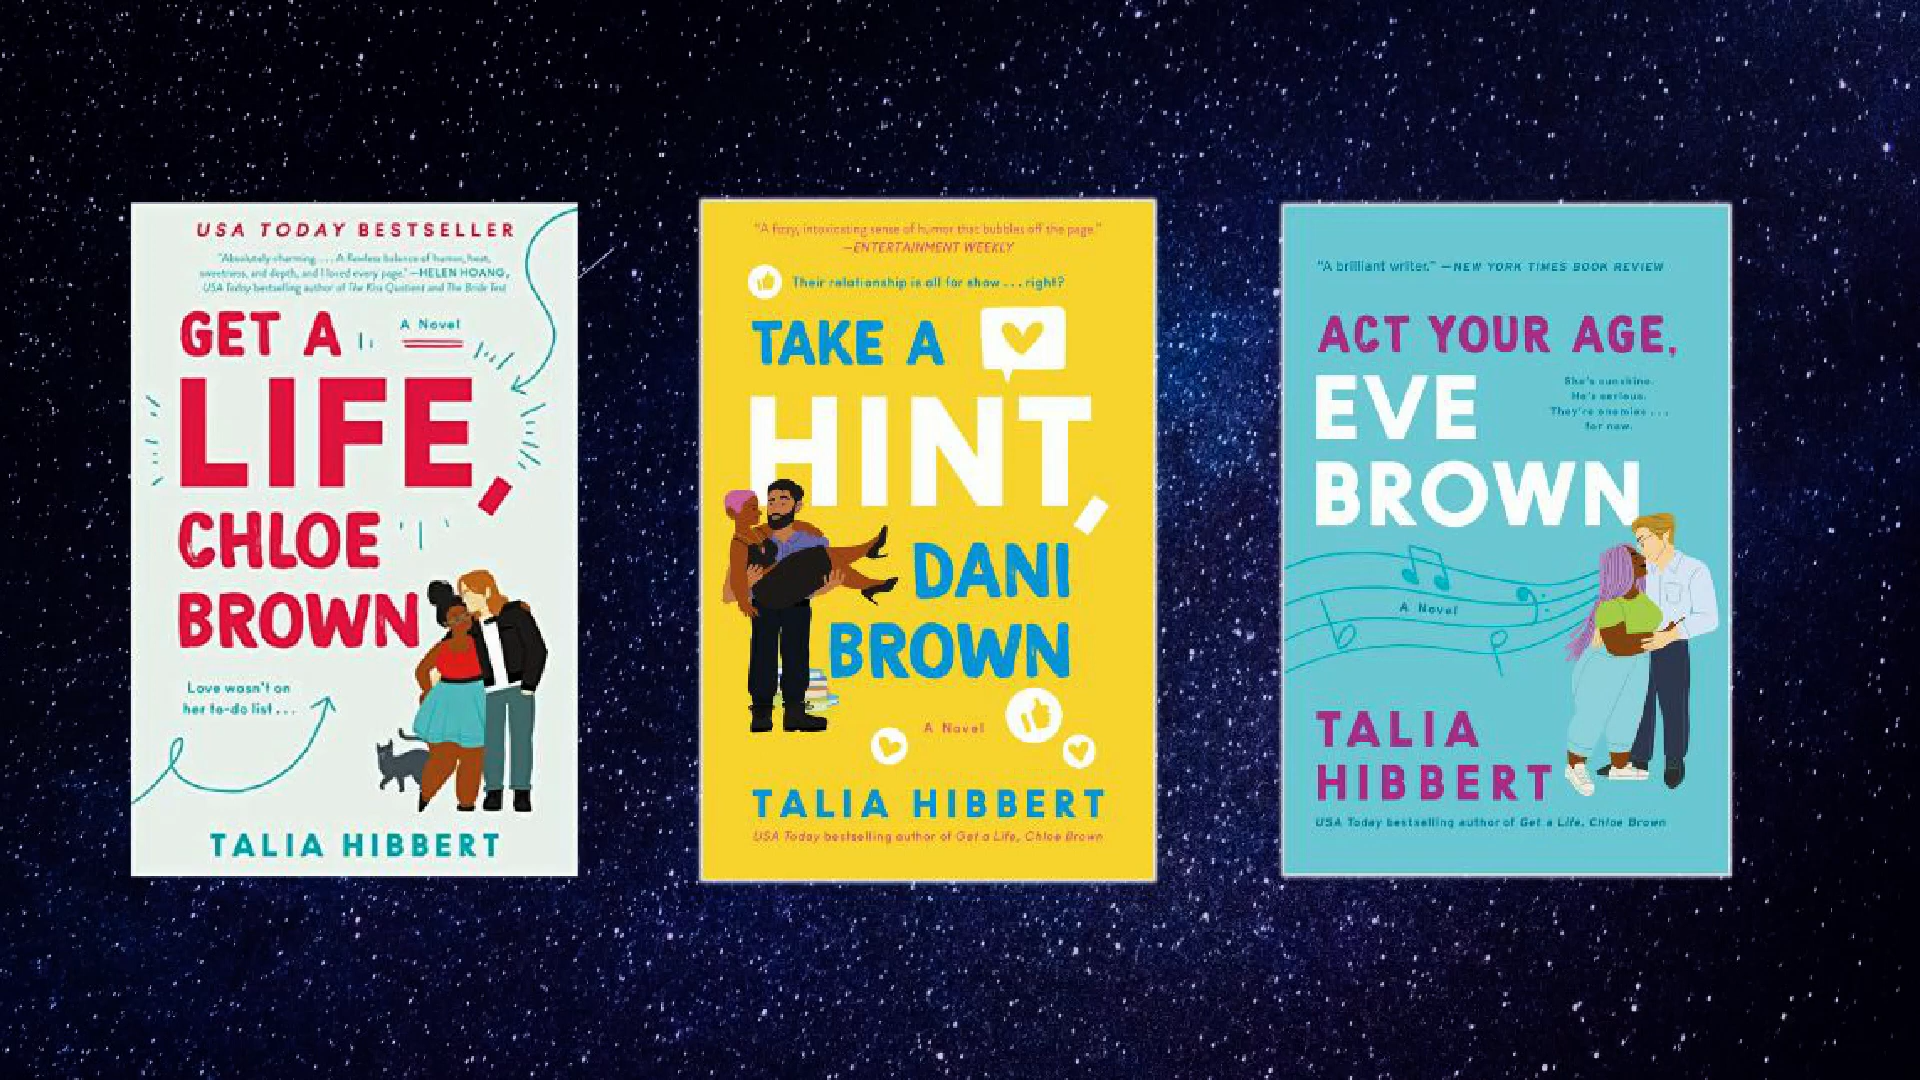 USA TODAY BESTSELLER
"Absolutely charming. . . . A flawless balance of humor, heat,
sweetness, and depth, and I loved every page." —HELEN HOANG,
USA Today bestselling author of The Kiss Quotient and The Bride Test
GET A
A Novel
LIFE,
CHLOE
BROWN
Love wasn't on
her to-do list . . .
TALIA HIBBERT
"A fizzy, intoxicating sense of humor that bubbles off the page."
—ENTERTAINMENT WEEKLY
Their relationship is all for show . . . right?
TAKE A
HINT,
DANI
BROWN
A Novel
TALIA HIBBERT
USA Today bestselling author of Get a Life, Chloe Brown
"A brilliant writer." —NEW YORK TIMES BOOK REVIEW
ACT YOUR AGE,
EVE
BROWN
She's sunshine.
He's serious.
They're enemies . . .
for now.
A Novel
TALIA
HIBBERT
USA Today bestselling author of Get a Life, Chloe Brown